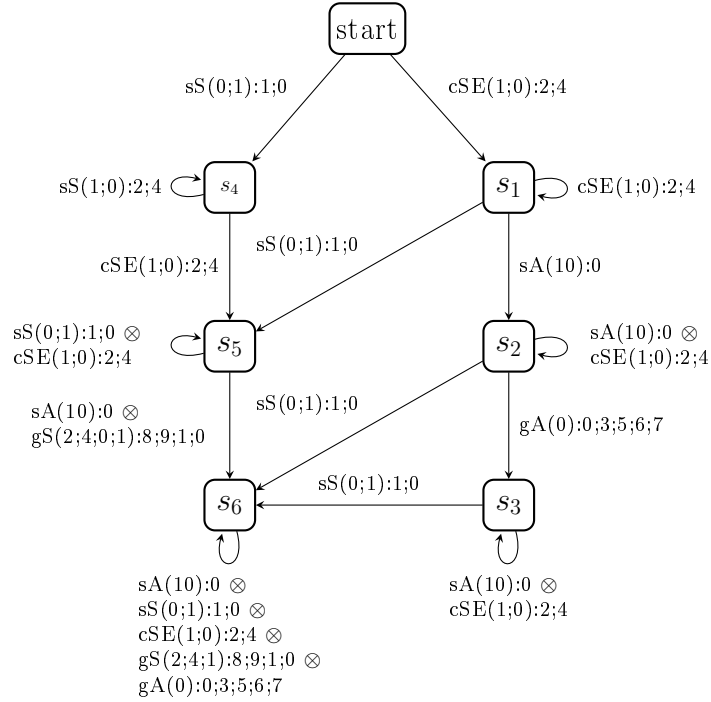 start
sS(0;1):1;0
cSE(1;0):2;4
sS(1;0):2;4
s4
s1
cSE(1;0):2;4
sS(0;1):1;0
cSE(1;0):2;4
sA(10):0
sS(0;1):1;0 ⊗
cSE(1;0):2;4
s5
s2
sA(10):0 ⊗
cSE(1;0):2;4
sA(10):0 ⊗
gS(2;4;0;1):8;9;1;0
sS(0;1):1;0
gA(0):0;3;5;6;7
s6
sS(0;1):1;0
s3
sA(10):0 ⊗
sS(0;1):1;0 ⊗
cSE(1;0):2;4 ⊗
gS(2;4;1):8;9;1;0 ⊗
gA(0):0;3;5;6;7
sA(10):0 ⊗
cSE(1;0):2;4